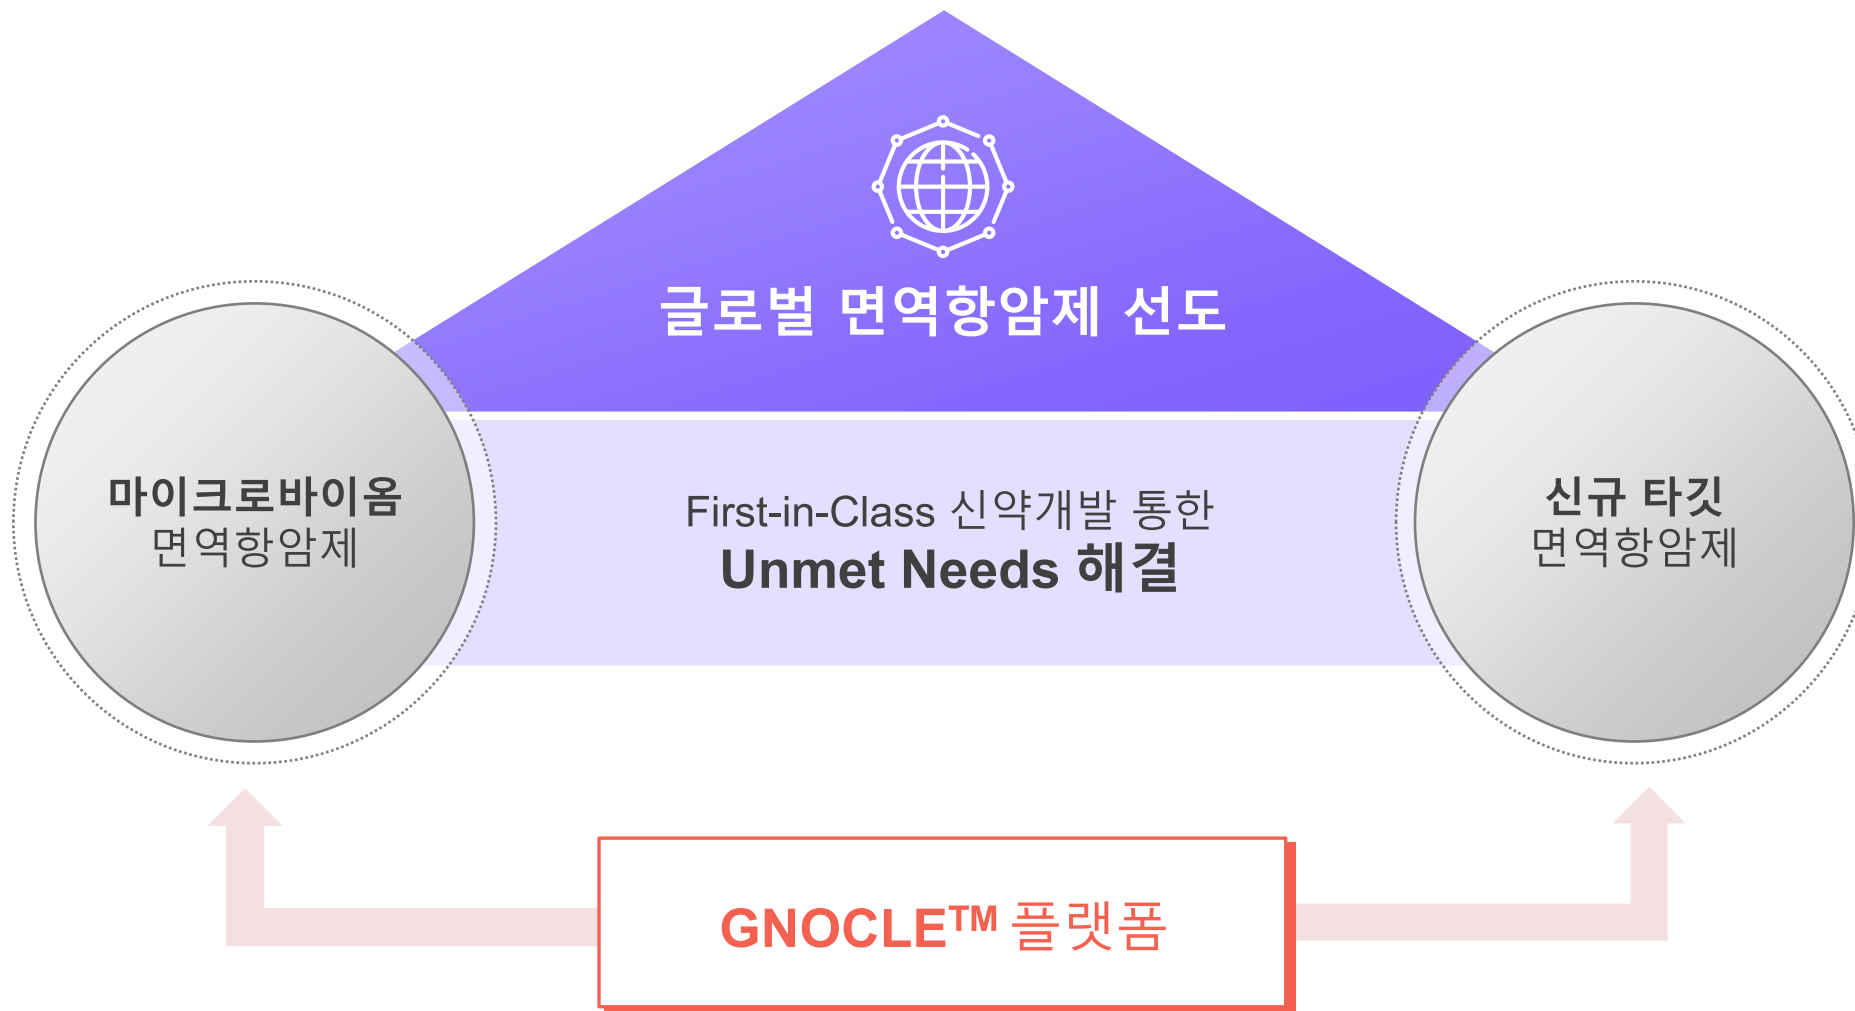 글로벌 면역항암제 선도
마이크로바이옴
면역항암제
First-in-Class 신약개발 통한
Unmet Needs 해결
신규 타깃
면역항암제
GNOCLE™ 플랫폼